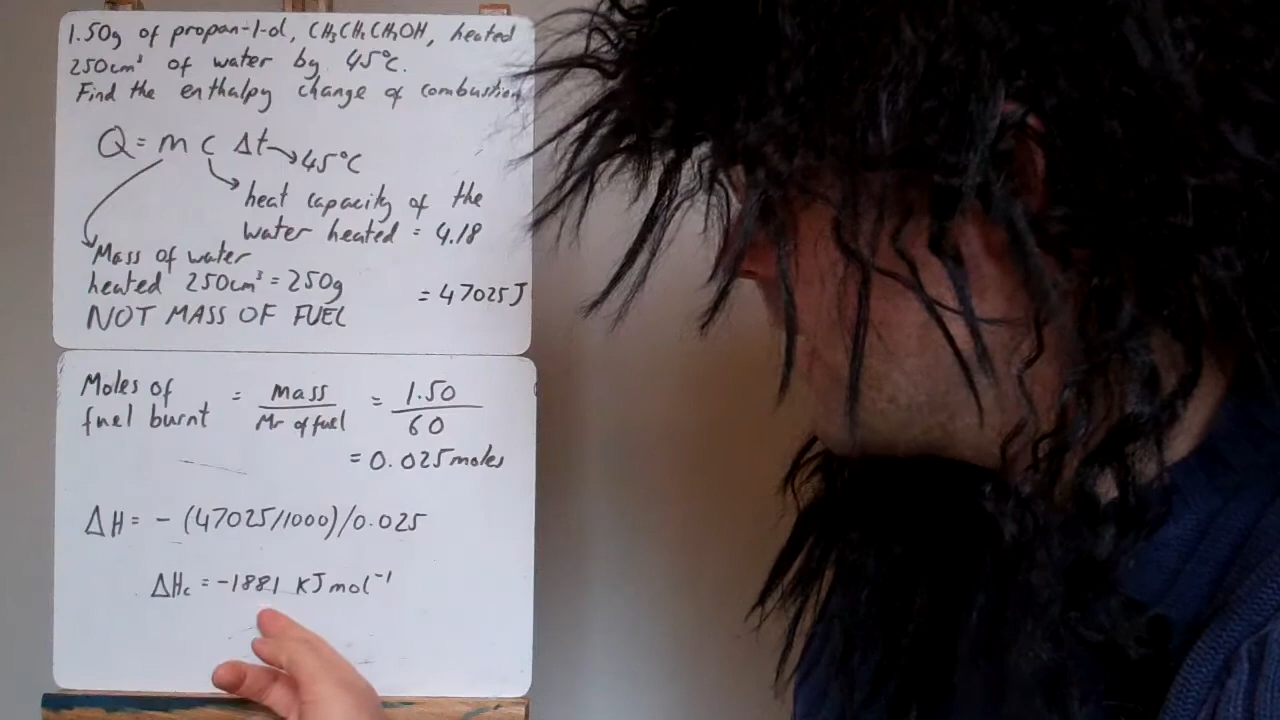 1.50g of propan-1-ol, CH₃CH₂CH₂OH, heated
250cm³ of water by 45°C.
Find the enthalpy change of combustion
Q = m c Δt → 45°C
heat capacity of the
water heated = 4.18
Mass of water
heated 250cm³ = 250g
= 47025J
NOT MASS OF FUEL
Moles of fuel burnt = mass / Mr of fuel = 1.50 / 60
= 0.025 moles
ΔH = - (47025/1000)/0.025
ΔHc = -1881 KJmol⁻¹